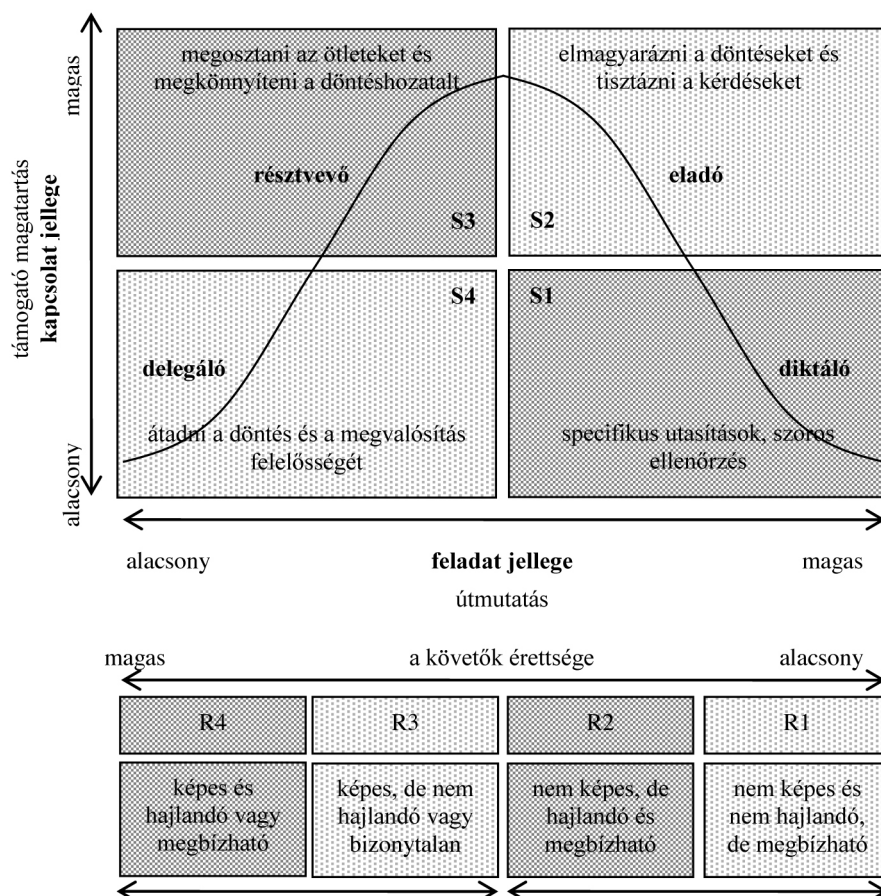 megosztani az ötleteket és
megkönnyíteni a döntéshozatalt
elmagyarázni a döntéseket és
tisztázni a kérdéseket
magas
résztvevő
eladó
S3
S2
támogató magatartás
kapcsolat jellege
S4
S1
delegáló
diktáló
átadni a döntés és a megvalósítás
felelősségét
specifikus utasítások, szoros
ellenőrzés
alacsony
alacsony
feladat jellege
magas
útmutatás
magas
a követők érettsége
alacsony
R4
R3
R2
R1
képes és
hajlandó vagy
megbízható
képes, de nem
hajlandó vagy
bizonytalan
nem képes, de
hajlandó és
megbízható
nem képes és
nem hajlandó,
de megbízható